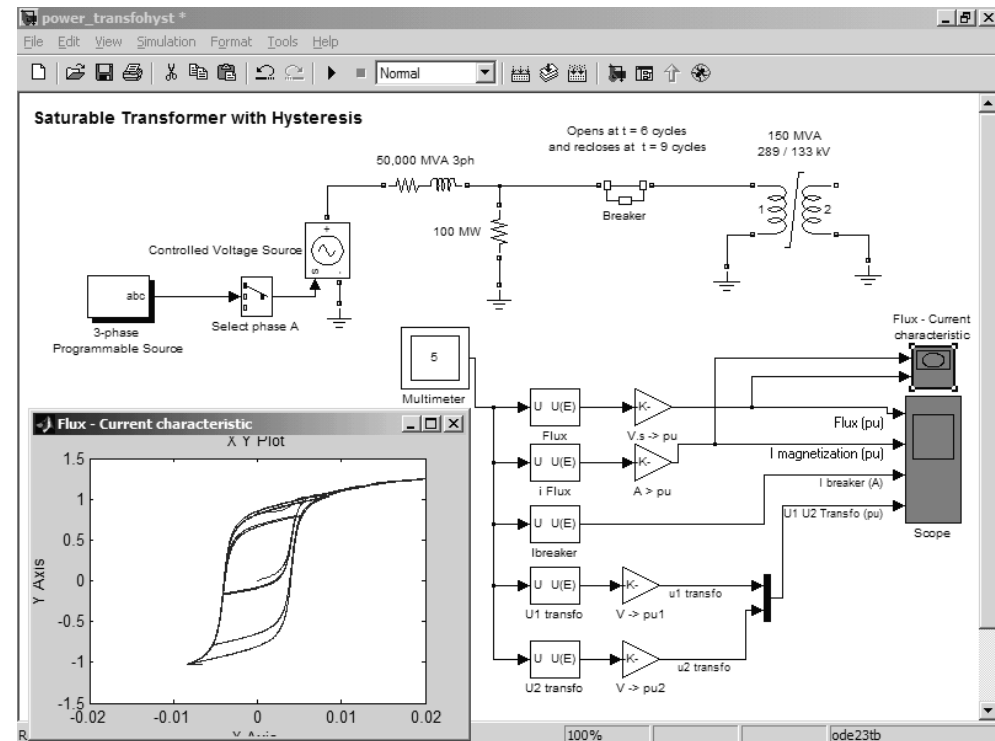 power_transfohyst *
File Edit View Simulation Format Tools Help
Normal
Saturable Transformer with Hysteresis
Opens at t = 6 cycles
and recloses at t = 9 cycles
150 MVA
289 / 133 kV
50,000 MVA 3ph
Breaker
1
2
100 MW
Controlled Voltage Source
+
s
-
abc
3-phase
Programmable Source
Select phase A
Flux - Current
characteristic
5
Multimeter
U U(E)
Flux
K-
V.s -> pu
Flux (pu)
U U(E)
i Flux
K-
A > pu
I magnetization (pu)
U U(E)
Ibreaker
I breaker (A)
U1 U2 Transfo (pu)
Scope
U U(E)
U1 transfo
K-
V -> pu1
u1 transfo
U U(E)
U2 transfo
K-
V -> pu2
u2 transfo
Flux - Current characteristic
X Y Plot
Y Axis
1.5
1
0.5
0
-0.5
-1
-1.5
-0.02 -0.01 0 0.01 0.02
X Axis
R
100%
ode23tb